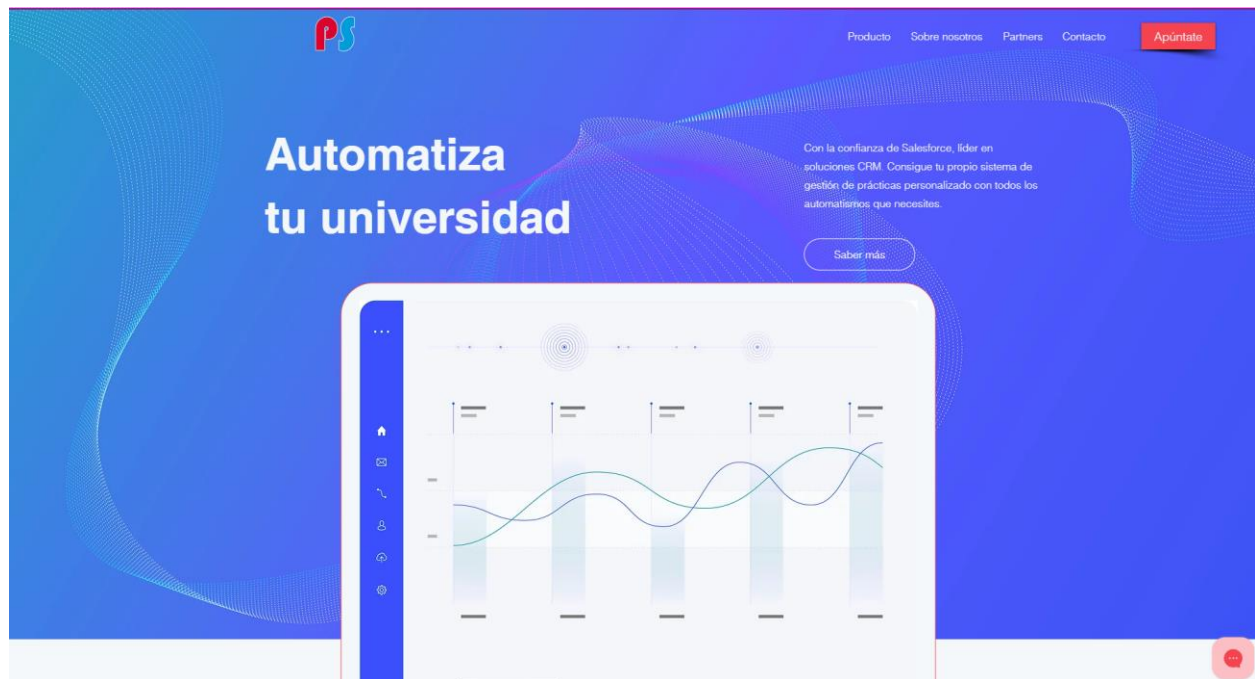 PS
Producto
Sobre nosotros
Partners
Contacto
Apúntate
Automatiza
tu universidad
Con la confianza de Salesforce, líder en
soluciones CRM. Consigue tu propio sistema de
gestión de prácticas personalizado con todos los
automatismos que necesites.
Saber más